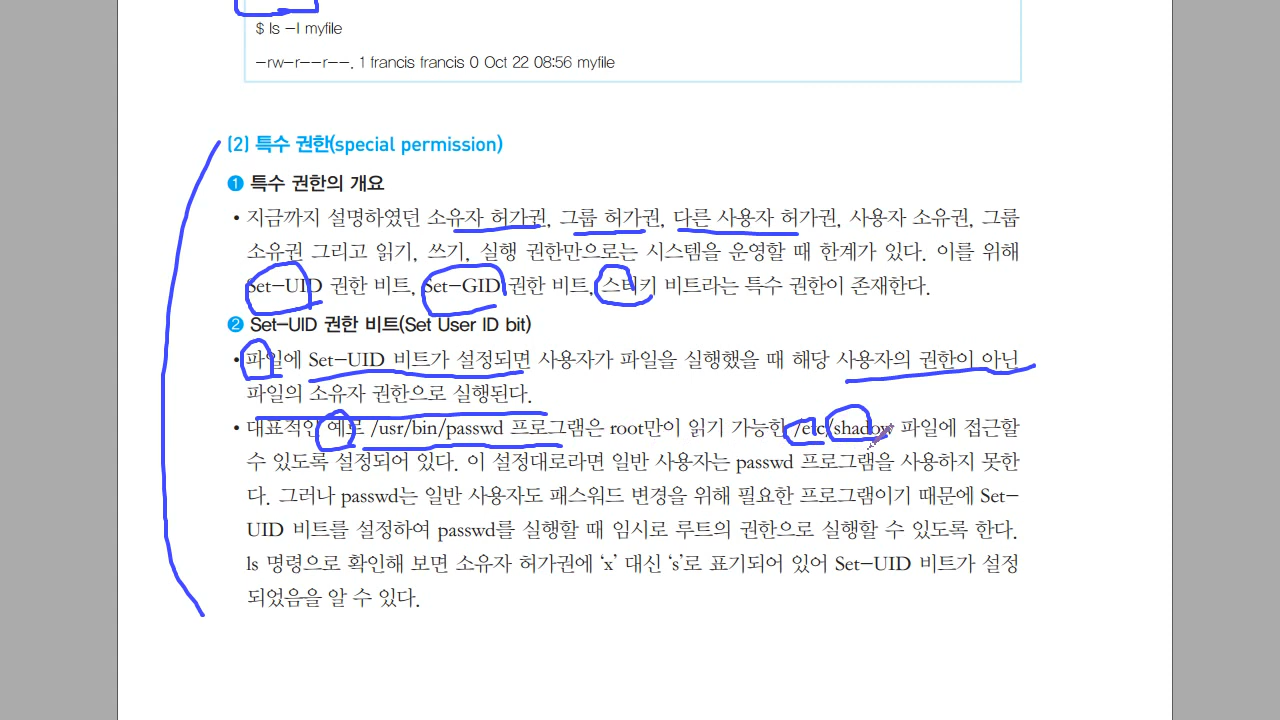 $ ls -l myfile
-rw-r--r--. 1 francis francis 0 Oct 22 08:56 myfile
(2) 특수 권한(special permission)
❶ 특수 권한의 개요
• 지금까지 설명하였던 소유자 허가권, 그룹 허가권, 다른 사용자 허가권, 사용자 소유권, 그룹
소유권 그리고 읽기, 쓰기, 실행 권한만으로는 시스템을 운영할 때 한계가 있다. 이를 위해
Set-UID 권한 비트, Set-GID 권한 비트, 스티키 비트라는 특수 권한이 존재한다.
❷ Set-UID 권한 비트(Set User ID bit)
• 파일에 Set-UID 비트가 설정되면 사용자가 파일을 실행했을 때 해당 사용자의 권한이 아닌
파일의 소유자 권한으로 실행된다.
• 대표적인 예로 /usr/bin/passwd 프로그램은 root만이 읽기 가능한 /etc/shadow 파일에 접근할
수 있도록 설정되어 있다. 이 설정대로라면 일반 사용자는 passwd 프로그램을 사용하지 못한
다. 그러나 passwd는 일반 사용자도 패스워드 변경을 위해 필요한 프로그램이기 때문에 Set-
UID 비트를 설정하여 passwd를 실행할 때 임시로 루트의 권한으로 실행할 수 있도록 한다.
ls 명령으로 확인해 보면 소유자 허가권에 ‘x’ 대신 ‘s’로 표기되어 있어 Set-UID 비트가 설정
되었음을 알 수 있다.